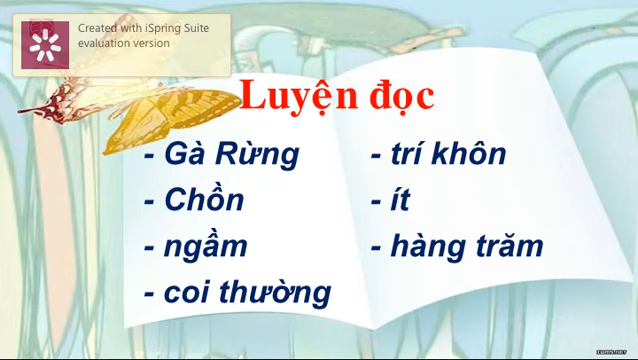 Created with iSpring Suite
evaluation version
Luyện đọc
- Gà Rừng
- Chồn
- ngầm
- coi thường
- trí khôn
- ít
- hàng trăm